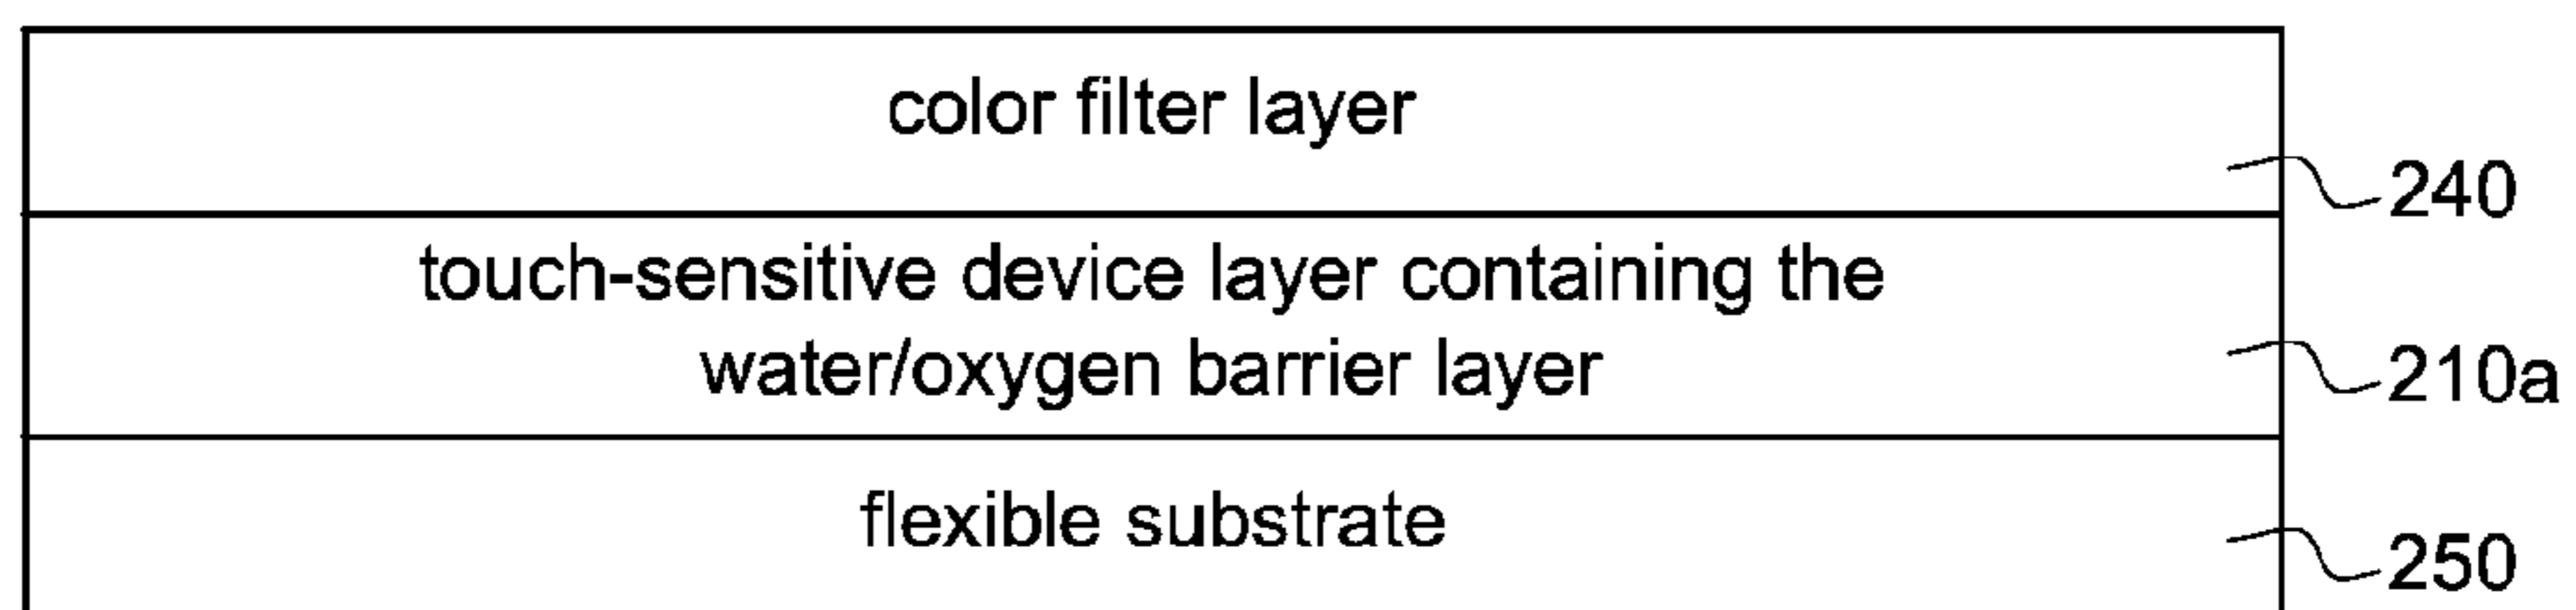 color filter layer
240
touch-sensitive device layer containing the
water/oxygen barrier layer
210a
flexible substrate
250